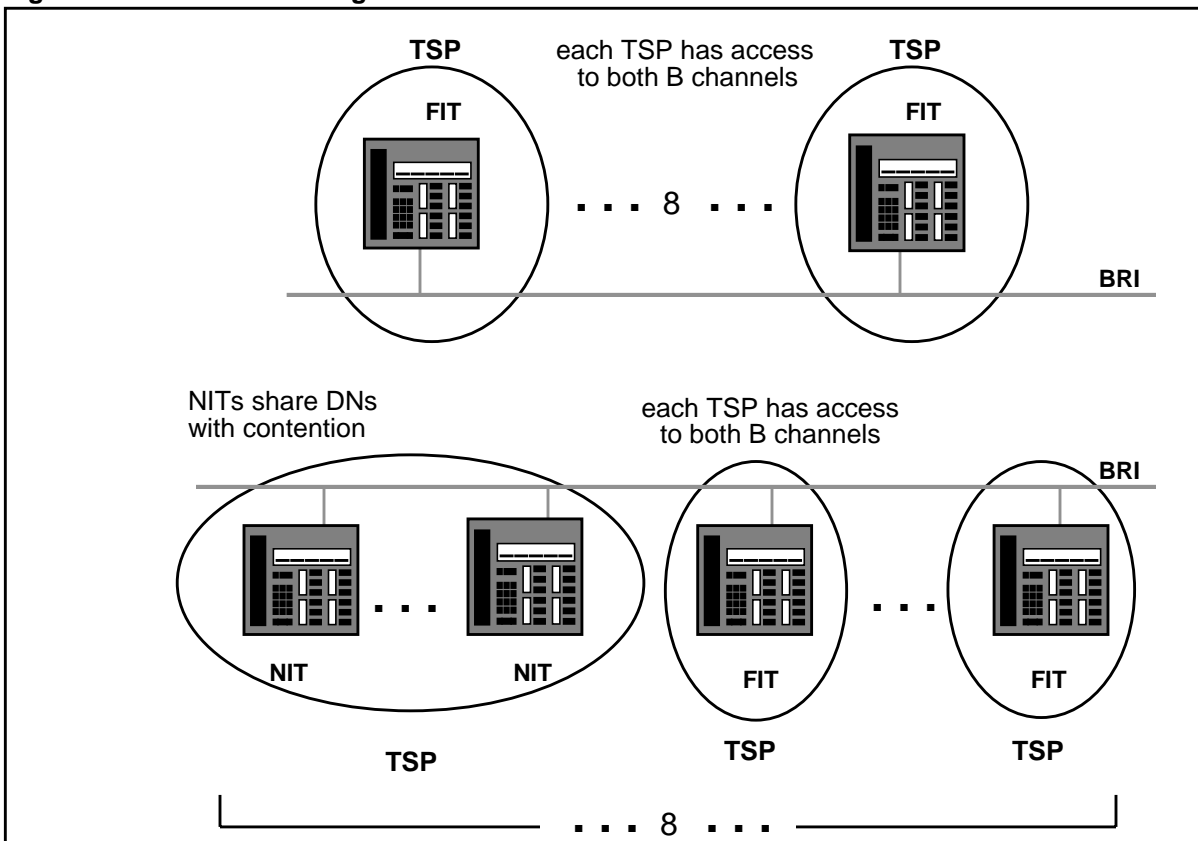 TSP
each TSP has access
to both B channels
TSP
FIT
FIT
. . . 8 . . .
BRI
NITs share DNs
with contention
each TSP has access
to both B channels
BRI
. . .
. . .
NIT
NIT
FIT
FIT
TSP
TSP
TSP
. . . 8 . . .